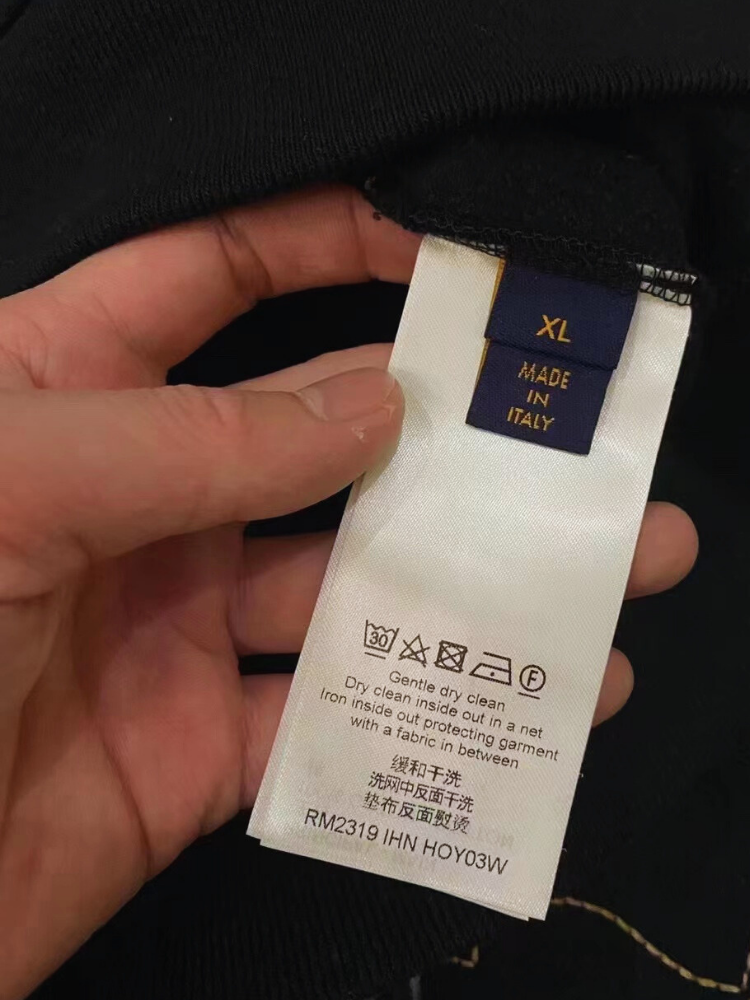 XL
MADE
IN
ITALY
30
F
Gentle dry clean
Dry clean inside out in a net
Iron inside out protecting garment
with a fabric in between
缓和干洗
洗网中反面干洗
垫布反面熨烫
RM2319 IHN HOY03W